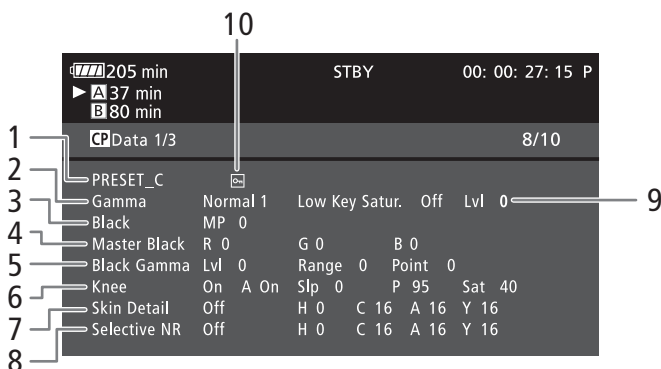 10
205 min STBY 00: 00: 27: 15 P
A 37 min
B 80 min
CP Data 1/3 8/10
1 PRESET_C
2 Gamma Normal 1 Low Key Satur. Off Lvl 0 9
3 Black MP 0
4 Master Black R 0 G 0 B 0
5 Black Gamma Lvl 0 Range 0 Point 0
6 Knee On A On Slp 0 P 95 Sat 40
7 Skin Detail Off H 0 C 16 A 16 Y 16
8 Selective NR Off H 0 C 16 A 16 Y 16